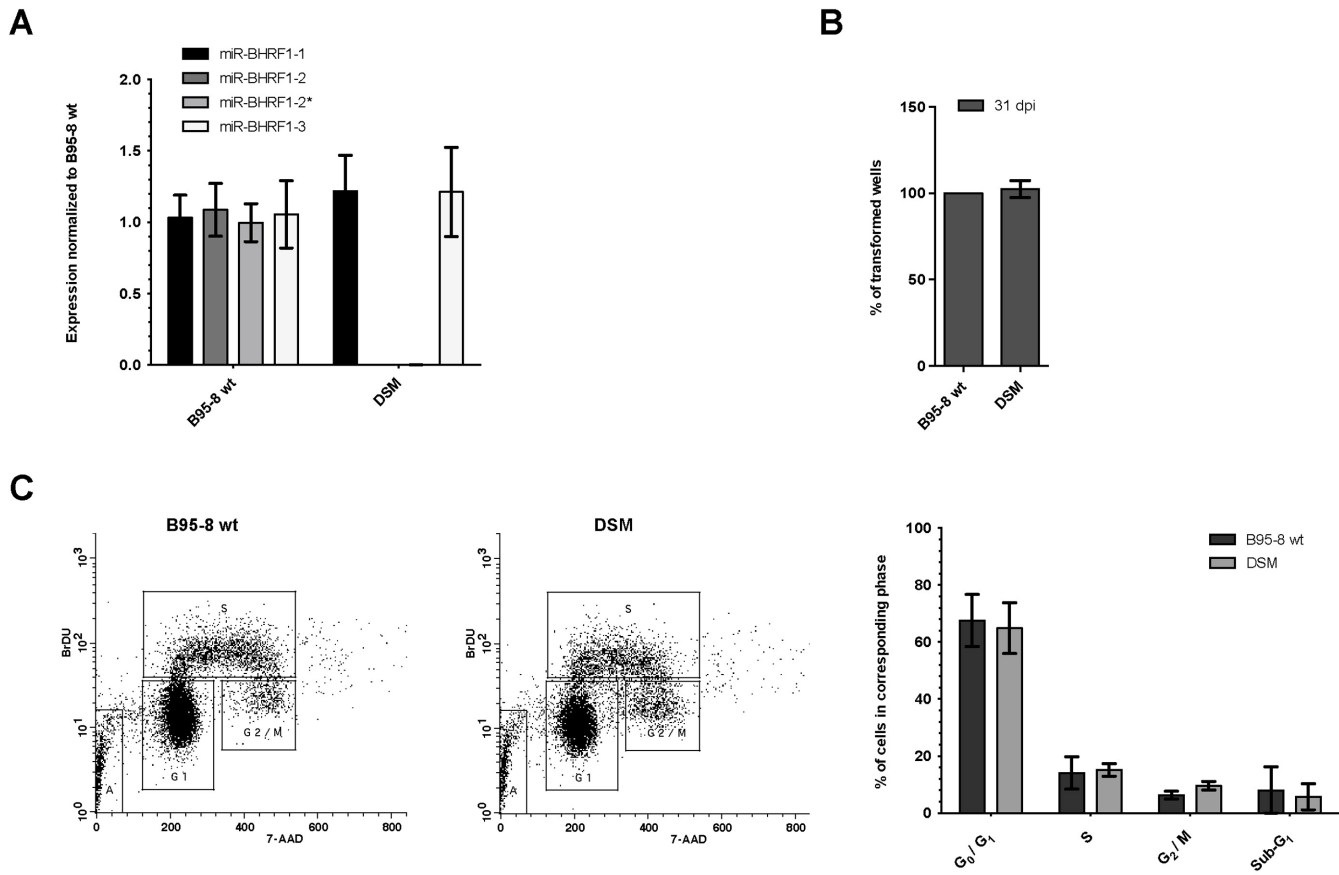 A
miR-BHRF1-1
miR-BHRF1-2
miR-BHRF1-2*
miR-BHRF1-3
Expression normalized to B95-8 wt
2.0
1.5
1.0
0.5
0.0
B95-8 wt
DSM
B
31 dpi
% of transformed wells
150
100
50
0
B95-8 wt
DSM
C
B95-8 wt
BrDU
10³
10²
10¹
10⁰
S
G 2 / M
G 1
A
0 200 400 600 800
7-AAD
DSM
BrDU
10³
10²
10¹
10⁰
S
G 2 / M
G 1
A
0 200 400 600 800
7-AAD
B95-8 wt
DSM
% of cells in corresponding phase
100
80
60
40
20
0
G₀ / G₁
S
G₂ / M
Sub-G₁